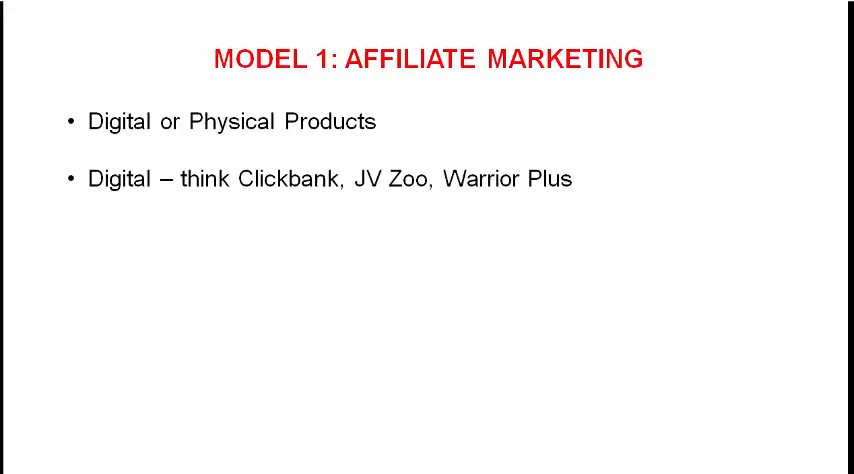 MODEL 1: AFFILIATE MARKETING
• Digital or Physical Products
• Digital – think Clickbank, JV Zoo, Warrior Plus